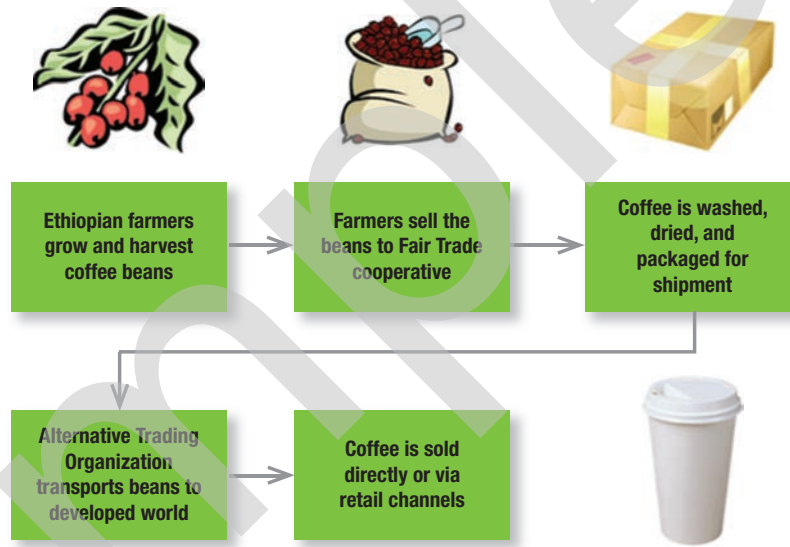 Ethiopian farmers
grow and harvest
coffee beans
Farmers sell the
beans to Fair Trade
cooperative
Coffee is washed,
dried, and
packaged for
shipment
Alternative Trading
Organization
transports beans to
developed world
Coffee is sold
directly or via
retail channels